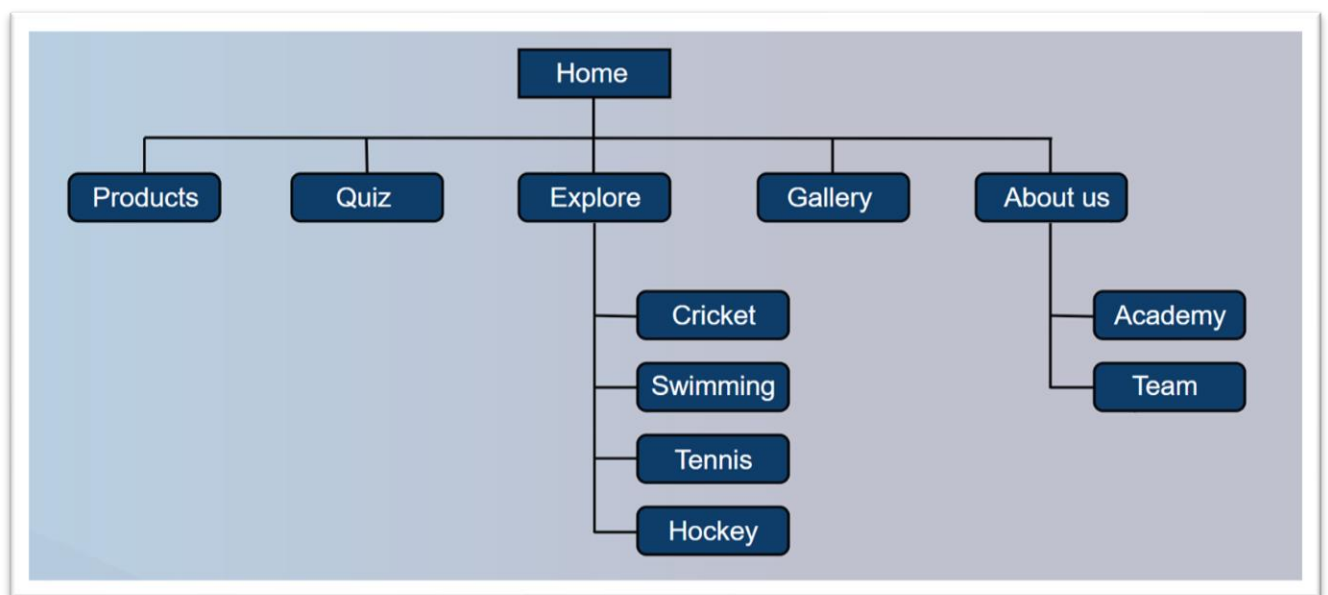 Home
Products
Quiz
Explore
Gallery
About us
Cricket
Swimming
Tennis
Hockey
Academy
Team